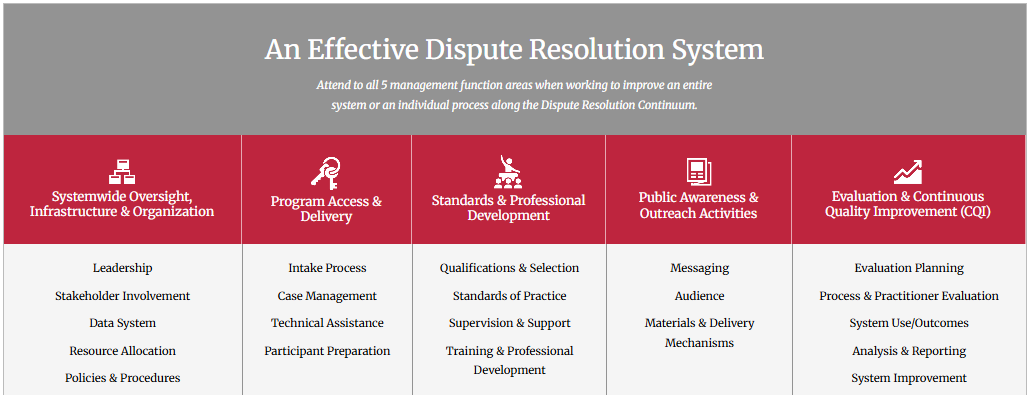 An Effective Dispute Resolution System
Attend to all 5 management function areas when working to improve an entire
system or an individual process along the Dispute Resolution Continuum.
Systemwide Oversight,
Infrastructure & Organization
Program Access &
Delivery
Standards & Professional
Development
Public Awareness &
Outreach Activities
Evaluation & Continuous
Quality Improvement (CQI)
Leadership
Stakeholder Involvement
Data System
Resource Allocation
Policies & Procedures
Intake Process
Case Management
Technical Assistance
Participant Preparation
Qualifications & Selection
Standards of Practice
Supervision & Support
Training & Professional
Development
Messaging
Audience
Materials & Delivery
Mechanisms
Evaluation Planning
Process & Practitioner Evaluation
System Use/Outcomes
Analysis & Reporting
System Improvement